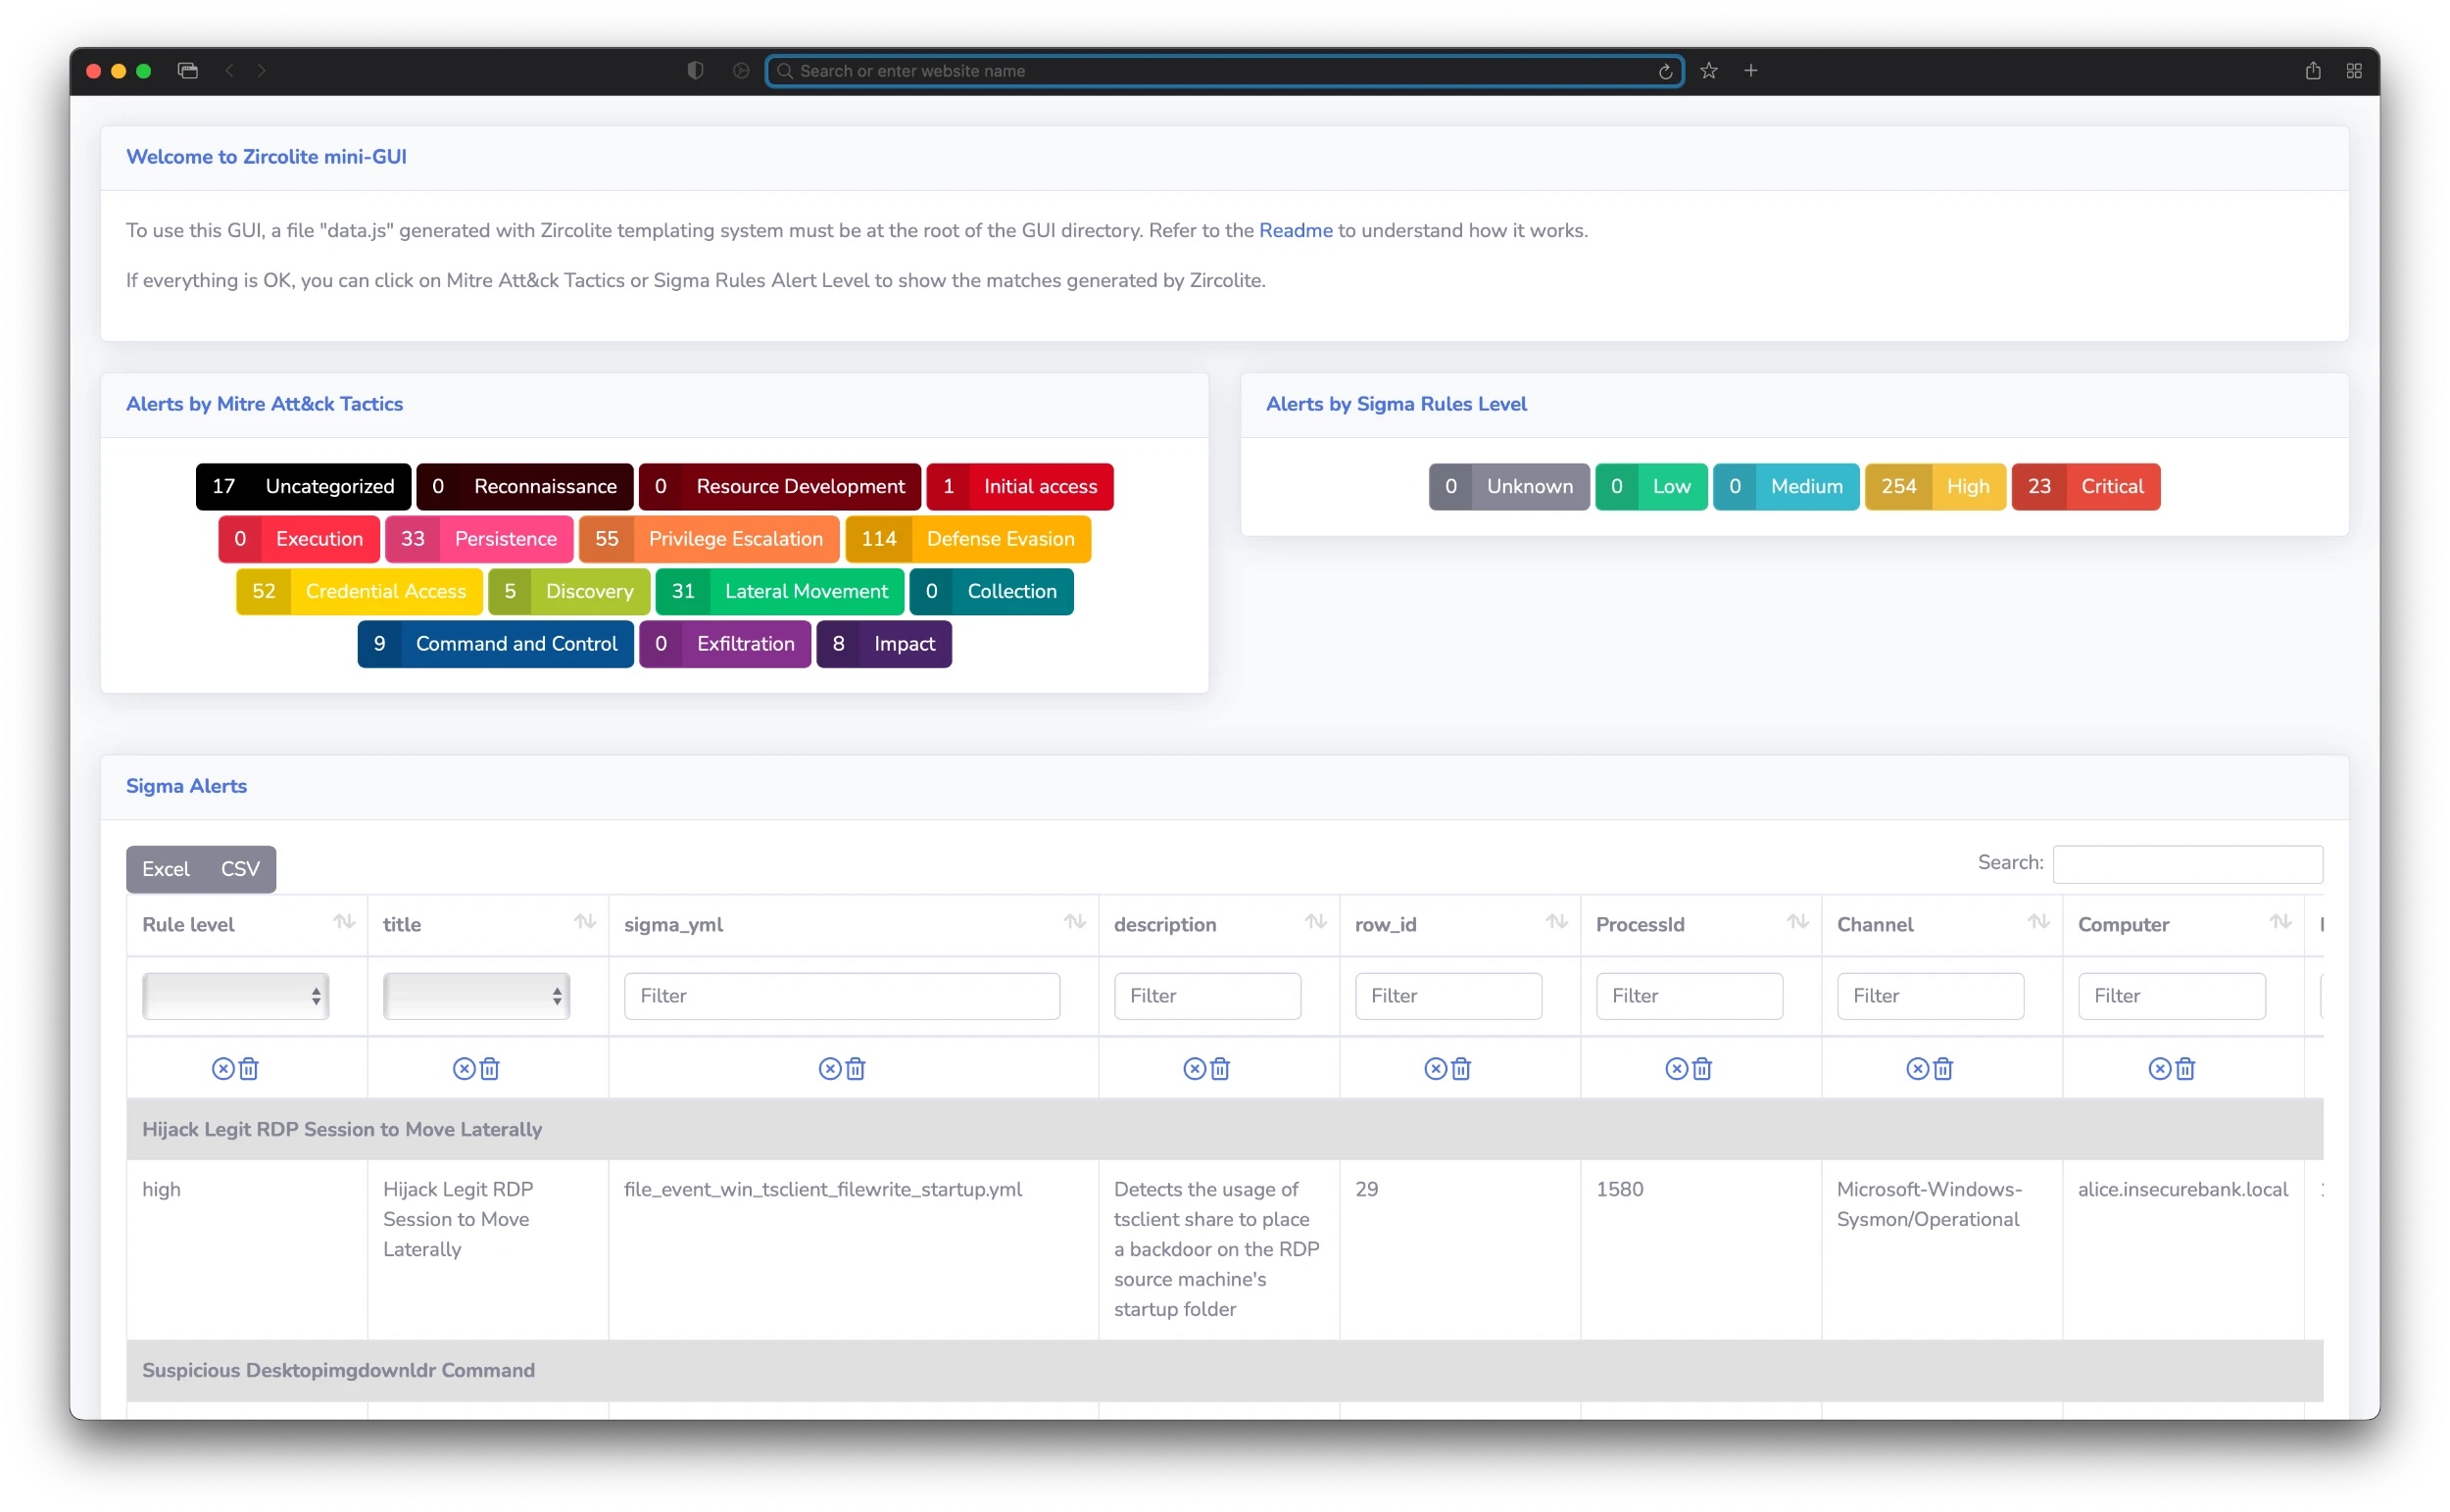 Search or enter website name
Welcome to Zircolite mini-GUI
To use this GUI, a file "data.js" generated with Zircolite templating system must be at the root of the GUI directory. Refer to the Readme to understand how it works.
If everything is OK, you can click on Mitre Att&ck Tactics or Sigma Rules Alert Level to show the matches generated by Zircolite.
Alerts by Mitre Att&ck Tactics
17 Uncategorized 0 Reconnaissance 0 Resource Development 1 Initial access
0 Execution 33 Persistence 55 Privilege Escalation 114 Defense Evasion
52 Credential Access 5 Discovery 31 Lateral Movement 0 Collection
9 Command and Control 0 Exfiltration 8 Impact
Alerts by Sigma Rules Level
0 Unknown 0 Low 0 Medium 254 High 23 Critical
Sigma Alerts
Excel CSV
Search:
Rule level title sigma_yml description row_id ProcessId Channel Computer
Filter Filter Filter Filter Filter Filter
Hijack Legit RDP Session to Move Laterally
high
Hijack Legit RDP
Session to Move
Laterally
file_event_win_tsclient_filewrite_startup.yml
Detects the usage of
tsclient share to place
a backdoor on the RDP
source machine's
startup folder
29
1580
Microsoft-Windows-
Sysmon/Operational
alice.insecurebank.local
Suspicious Desktopimgdownldr Command